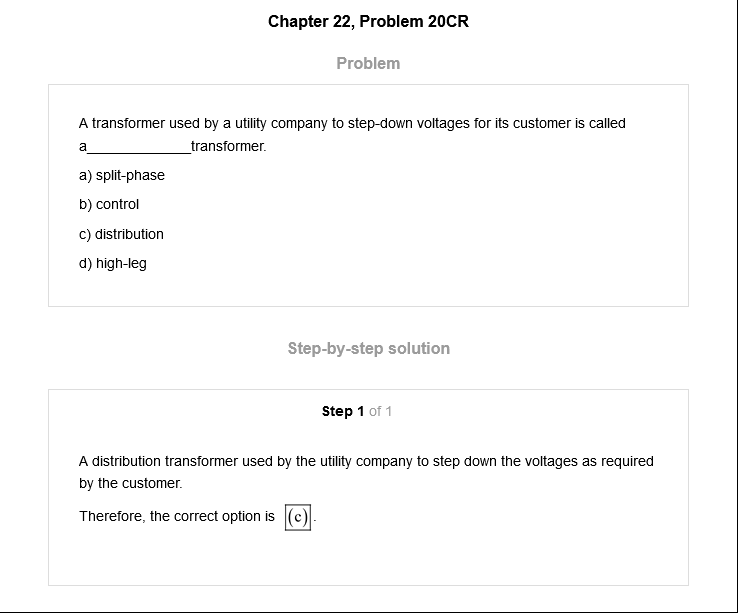 Chapter 22, Problem 20CR
Problem
A transformer used by a utility company to step-down voltages for its customer is called
a_____________transformer.
a) split-phase
b) control
c) distribution
d) high-leg
Step-by-step solution
Step 1 of 1
A distribution transformer used by the utility company to step down the voltages as required
by the customer.
Therefore, the correct option is (c).